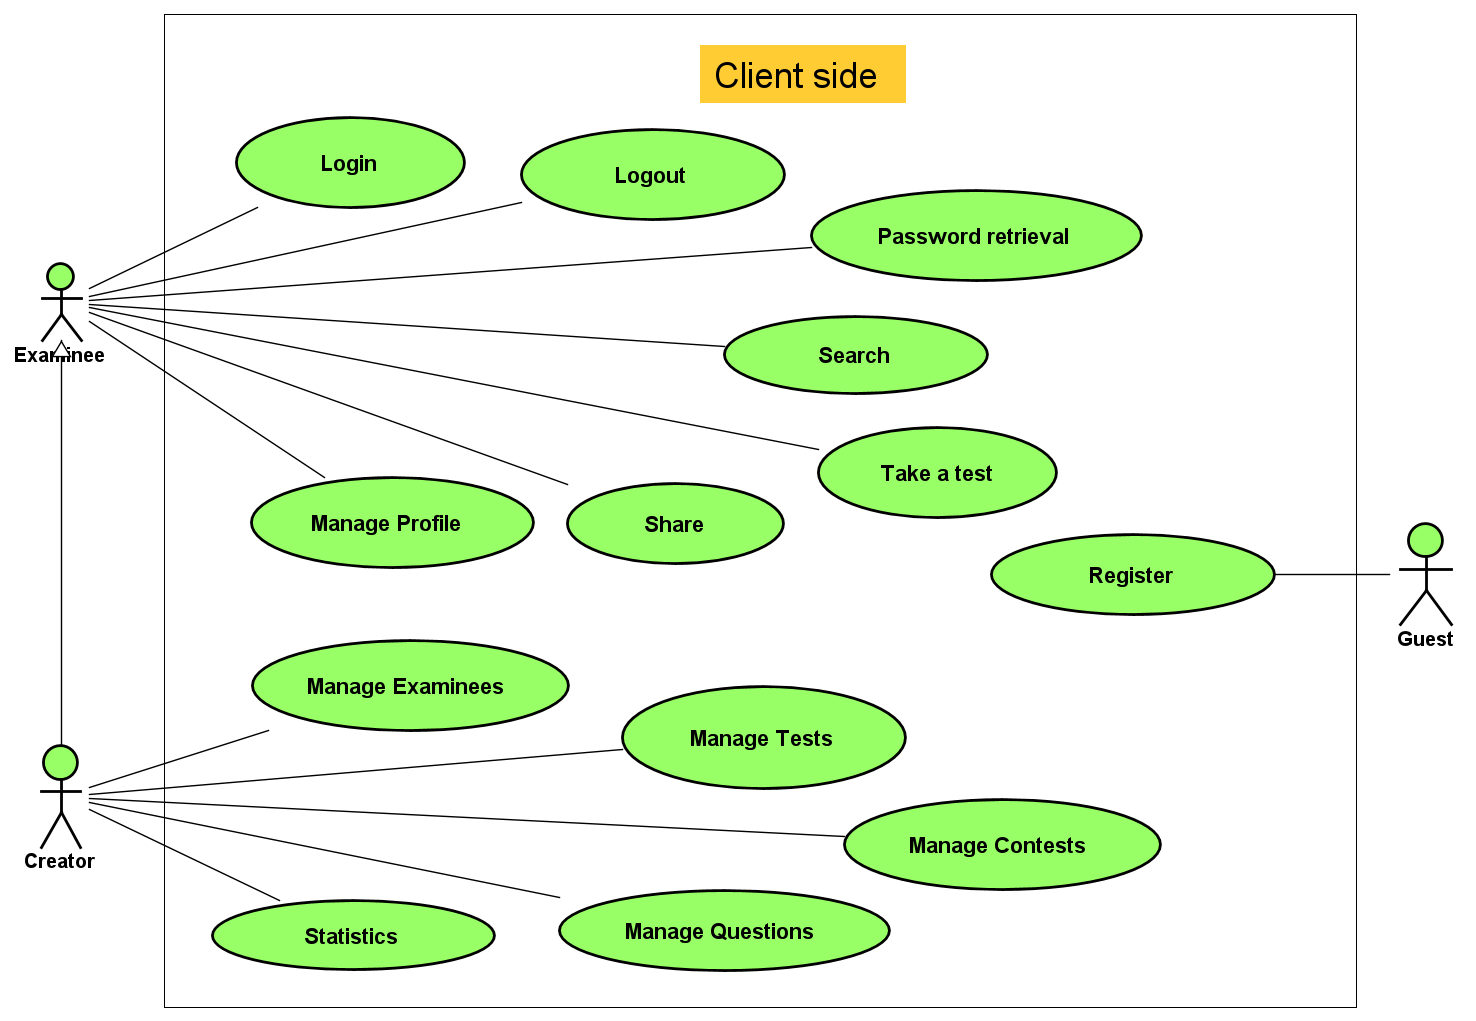 Client side
Login
Logout
Password retrieval
Examinee
Search
Take a test
Manage Profile
Share
Register
Guest
Manage Examinees
Manage Tests
Manage Contests
Creator
Statistics
Manage Questions